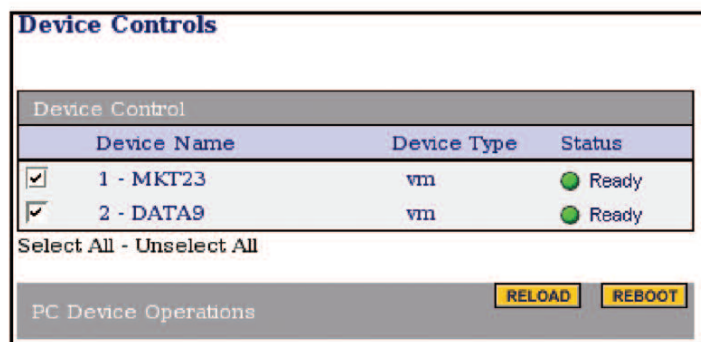 Device Controls
Device Control
Device Name Device Type Status
1 - MKT23 vm Ready
2 - DATA9 vm Ready
Select All - Unselect All
PC Device Operations RELOAD REBOOT